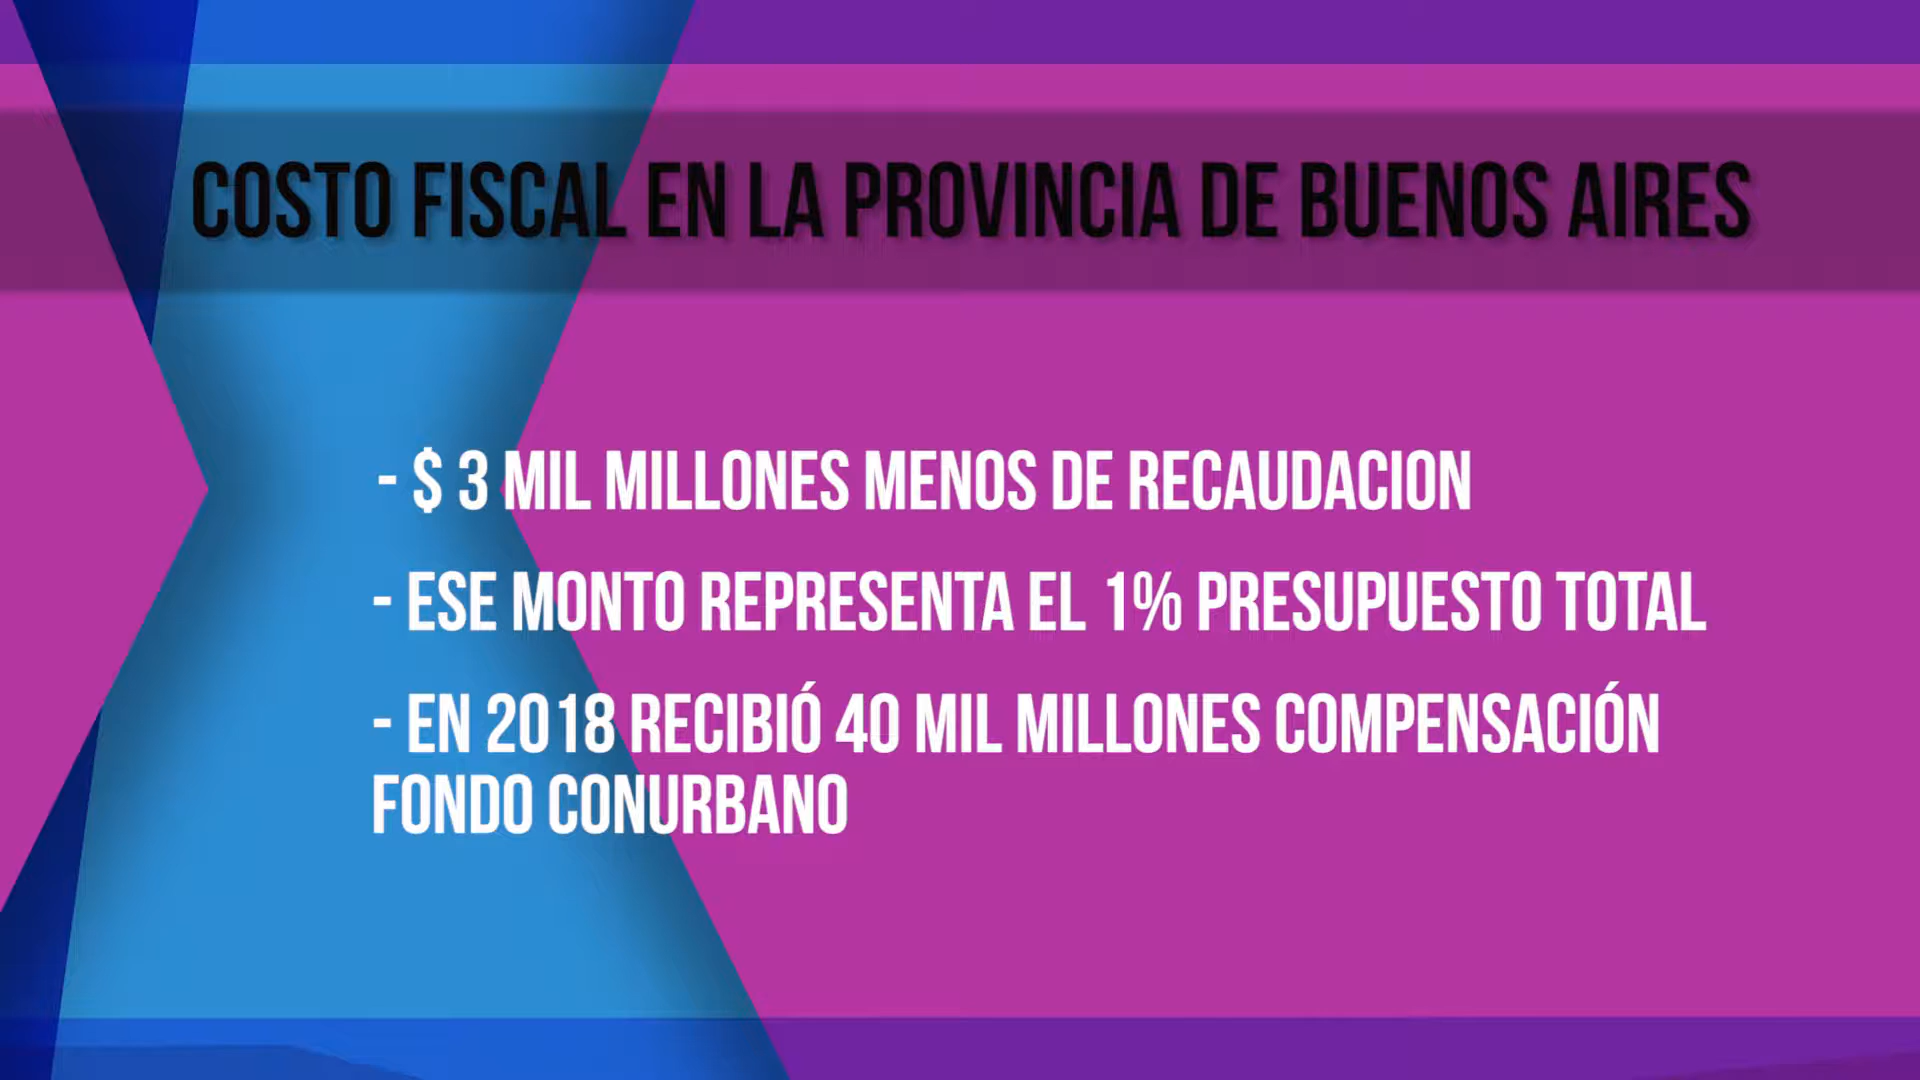 COSTO FISCAL EN LA PROVINCIA DE BUENOS AIRES
- $ 3 MIL MILLONES MENOS DE RECAUDACION
- ESE MONTO REPRESENTA EL 1% PRESUPUESTO TOTAL
- EN 2018 RECIBIÓ 40 MIL MILLONES COMPENSACIÓN
FONDO CONURBANO